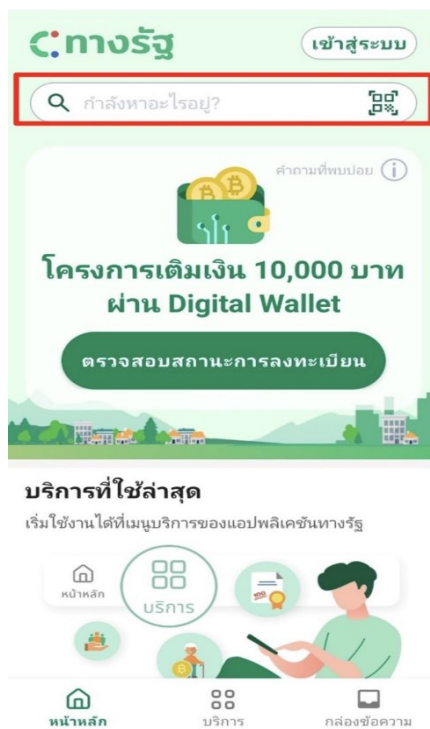 ทางรัฐ
เข้าสู่ระบบ
กำลังหาอะไรอยู่?
คำถามที่พบบ่อย
โครงการเติมเงิน 10,000 บาท
ผ่าน Digital Wallet
ตรวจสอบสถานะการลงทะเบียน
บริการที่ใช้ล่าสุด
เริ่มใช้งานได้ที่เมนูบริการของแอปพลิเคชันทางรัฐ
หน้าหลัก
บริการ
หน้าหลัก
บริการ
กล่องข้อความ